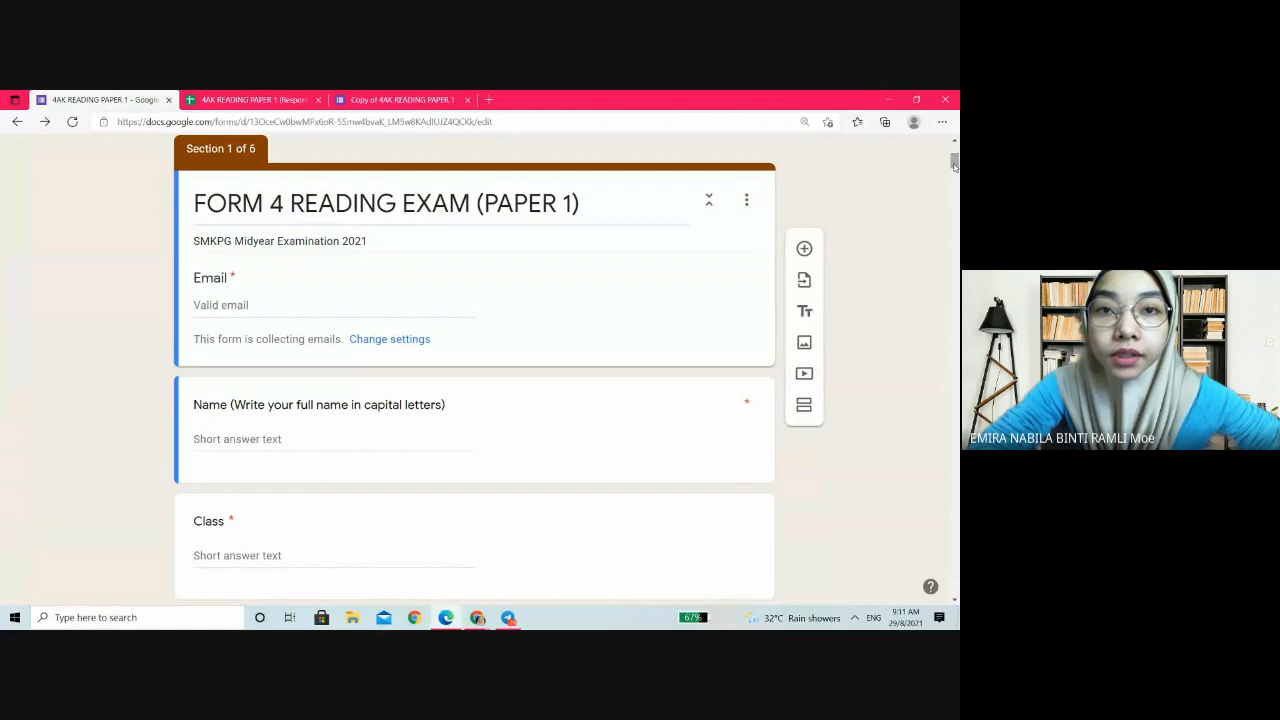 4AK READING PAPER 1 - Google
4AK READING PAPER 1 (Respon
Copy of 4AK READING PAPER 1
Section 1 of 6
FORM 4 READING EXAM (PAPER 1)
SMKPG Midyear Examination 2021
Email *
Valid email
This form is collecting emails. Change settings
Name (Write your full name in capital letters) *
Short answer text
Class *
Short answer text
EMIRA NABILA BINTI RAMLI Moe
Type here to search
67%
32°C Rain showers
ENG
9:11 AM
29/8/2021